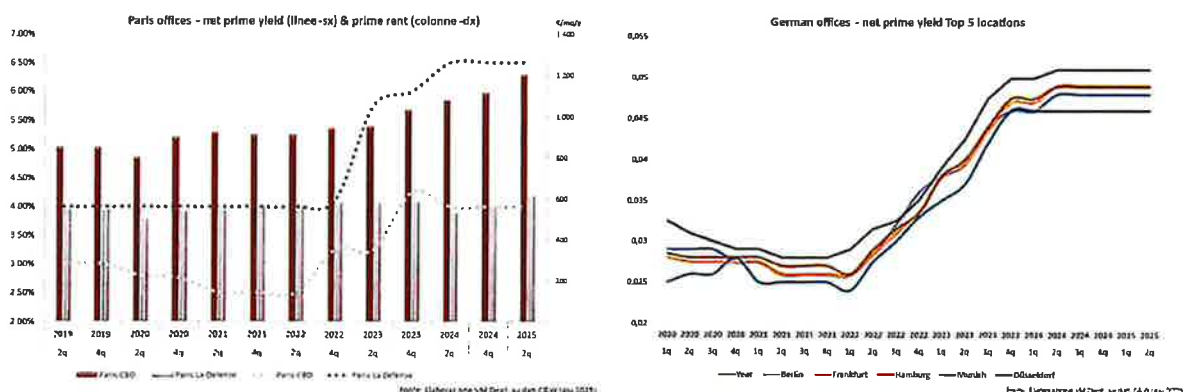 Paris offices - net prime yield (linee -sx) & prime rent (colonne -dx)
€/mq/y
7.00%
6.50%
6.00%
5.50%
5.00%
4.50%
4.00%
3.50%
3.00%
2.50%
2.00%
1.400
1.200
1.000
800
600
400
200
2019 2019 2020 2020 2021 2021 2022 2022 2023 2023 2024 2024 2025
2q 4q 2q 4q 2q 4q 2q 4q 2q 4q 2q 4q 2q
Paris CBD Paris La Defense Paris CBD Paris La Defense
German offices - net prime yield Top 5 locations
0,055
0,05
0,045
0,04
0,035
0,03
0,025
0,02
2020 2020 2020 2020 2021 2021 2021 2021 2022 2022 2022 2022 2023 2023 2023 2023 2024 2024 2024 2025 2025
1q 2q 3q 4q 1q 2q 3q 4q 1q 2q 3q 4q 1q 2q 3q 4q 1q 2q 3q 4q 1q 2q
Year Berlin Frankfurt Hamburg Munich Düsseldorf